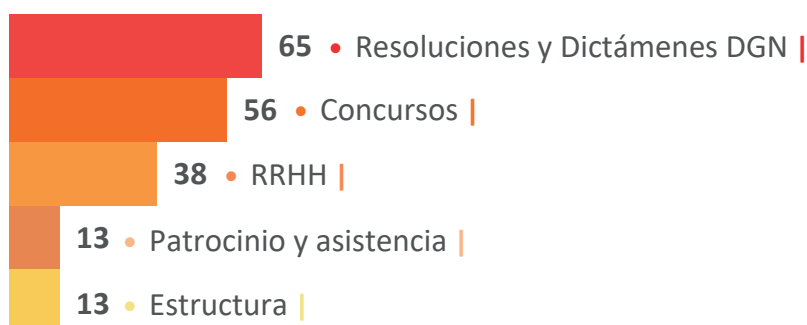 65 • Resoluciones y Dictámenes DGN |
56 • Concursos |
38 • RRHH |
13 • Patrocinio y asistencia |
13 • Estructura |